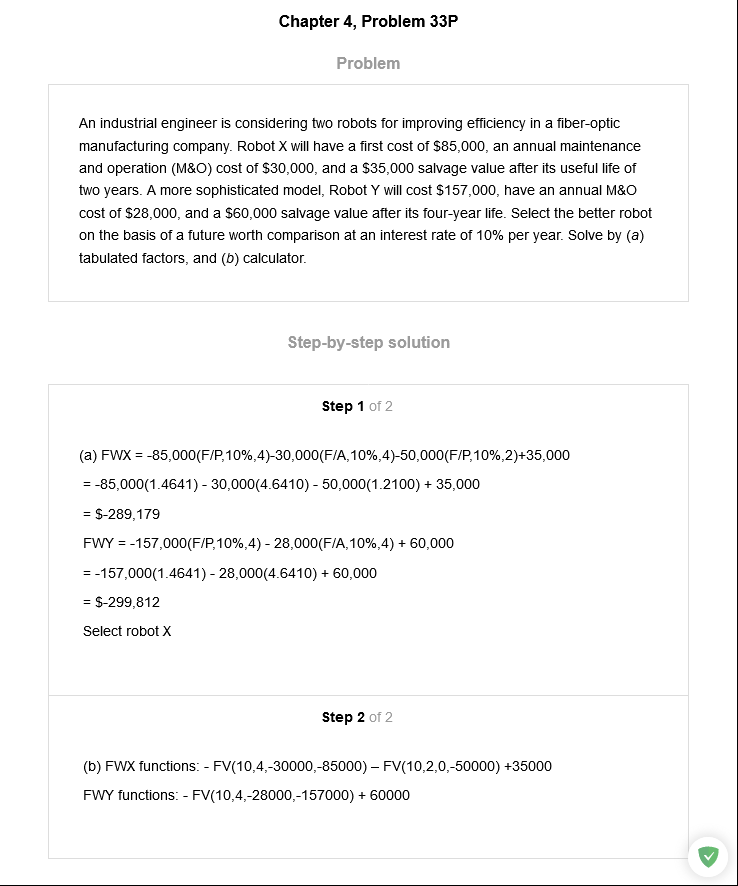 Chapter 4, Problem 33P
Problem
An industrial engineer is considering two robots for improving efficiency in a fiber-optic
manufacturing company. Robot X will have a first cost of $85,000, an annual maintenance
and operation (M&O) cost of $30,000, and a $35,000 salvage value after its useful life of
two years. A more sophisticated model, Robot Y will cost $157,000, have an annual M&O
cost of $28,000, and a $60,000 salvage value after its four-year life. Select the better robot
on the basis of a future worth comparison at an interest rate of 10% per year. Solve by (a)
tabulated factors, and (b) calculator.
Step-by-step solution
Step 1 of 2
(a) FWX = -85,000(F/P,10%,4)-30,000(F/A,10%,4)-50,000(F/P,10%,2)+35,000
= -85,000(1.4641) - 30,000(4.6410) - 50,000(1.2100) + 35,000
= $-289,179
FWY = -157,000(F/P,10%,4) - 28,000(F/A,10%,4) + 60,000
= -157,000(1.4641) - 28,000(4.6410) + 60,000
= $-299,812
Select robot X
Step 2 of 2
(b) FWX functions: - FV(10,4,-30000,-85000) – FV(10,2,0,-50000) +35000
FWY functions: - FV(10,4,-28000,-157000) + 60000